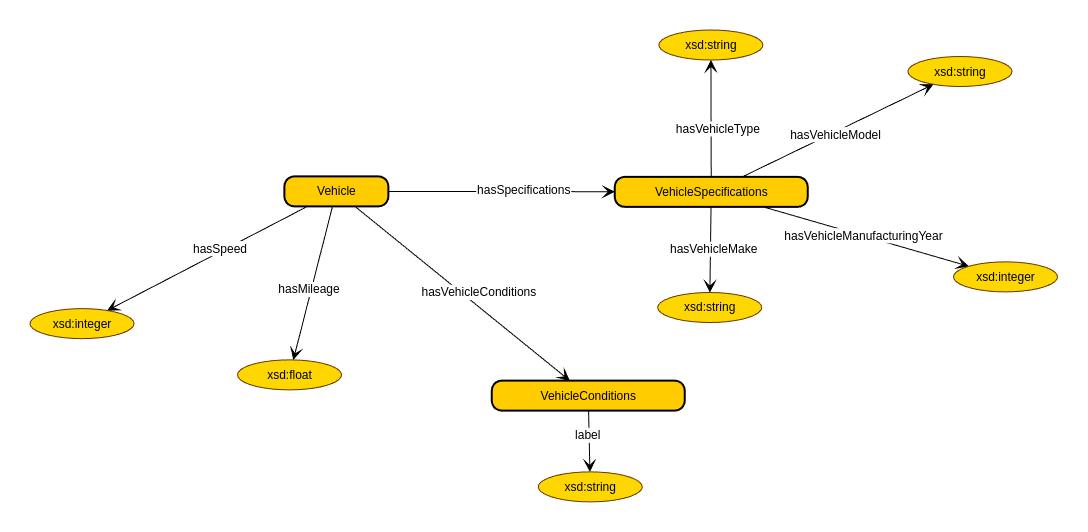 xsd:string
xsd:string
hasVehicleType
hasVehicleModel
Vehicle
hasSpecifications
VehicleSpecifications
hasSpeed
hasVehicleMake
hasVehicleManufacturingYear
hasMileage
hasVehicleConditions
xsd:integer
xsd:string
xsd:integer
xsd:float
VehicleConditions
label
xsd:string